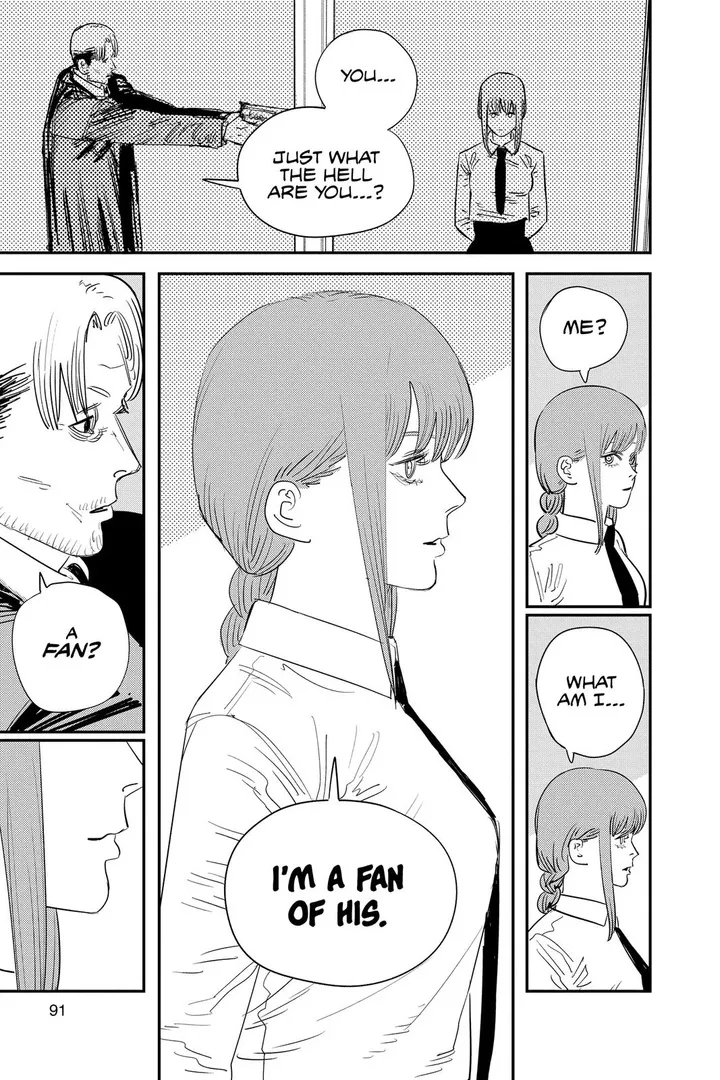 YOU...
JUST WHAT
THE HELL
ARE YOU...?
ME?
WHAT
AM I...
I'M A FAN
OF HIS.
A
FAN?
91